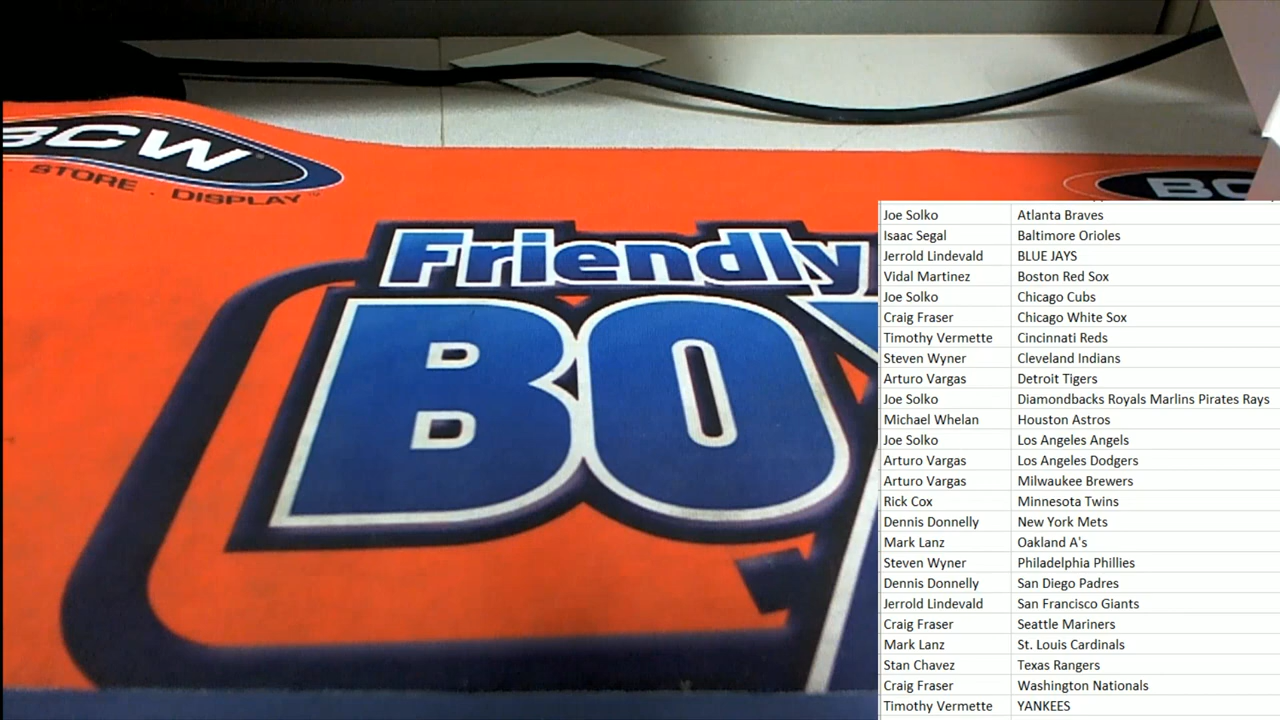 BCW
STORE · DISPLAY
BC
Friendly
BO
Joe Solko Atlanta Braves
Isaac Segal Baltimore Orioles
Jerrold Lindevald BLUE JAYS
Vidal Martinez Boston Red Sox
Joe Solko Chicago Cubs
Craig Fraser Chicago White Sox
Timothy Vermette Cincinnati Reds
Steven Wyner Cleveland Indians
Arturo Vargas Detroit Tigers
Joe Solko Diamondbacks Royals Marlins Pirates Rays
Michael Whelan Houston Astros
Joe Solko Los Angeles Angels
Arturo Vargas Los Angeles Dodgers
Arturo Vargas Milwaukee Brewers
Rick Cox Minnesota Twins
Dennis Donnelly New York Mets
Mark Lanz Oakland A's
Steven Wyner Philadelphia Phillies
Dennis Donnelly San Diego Padres
Jerrold Lindevald San Francisco Giants
Craig Fraser Seattle Mariners
Mark Lanz St. Louis Cardinals
Stan Chavez Texas Rangers
Craig Fraser Washington Nationals
Timothy Vermette YANKEES